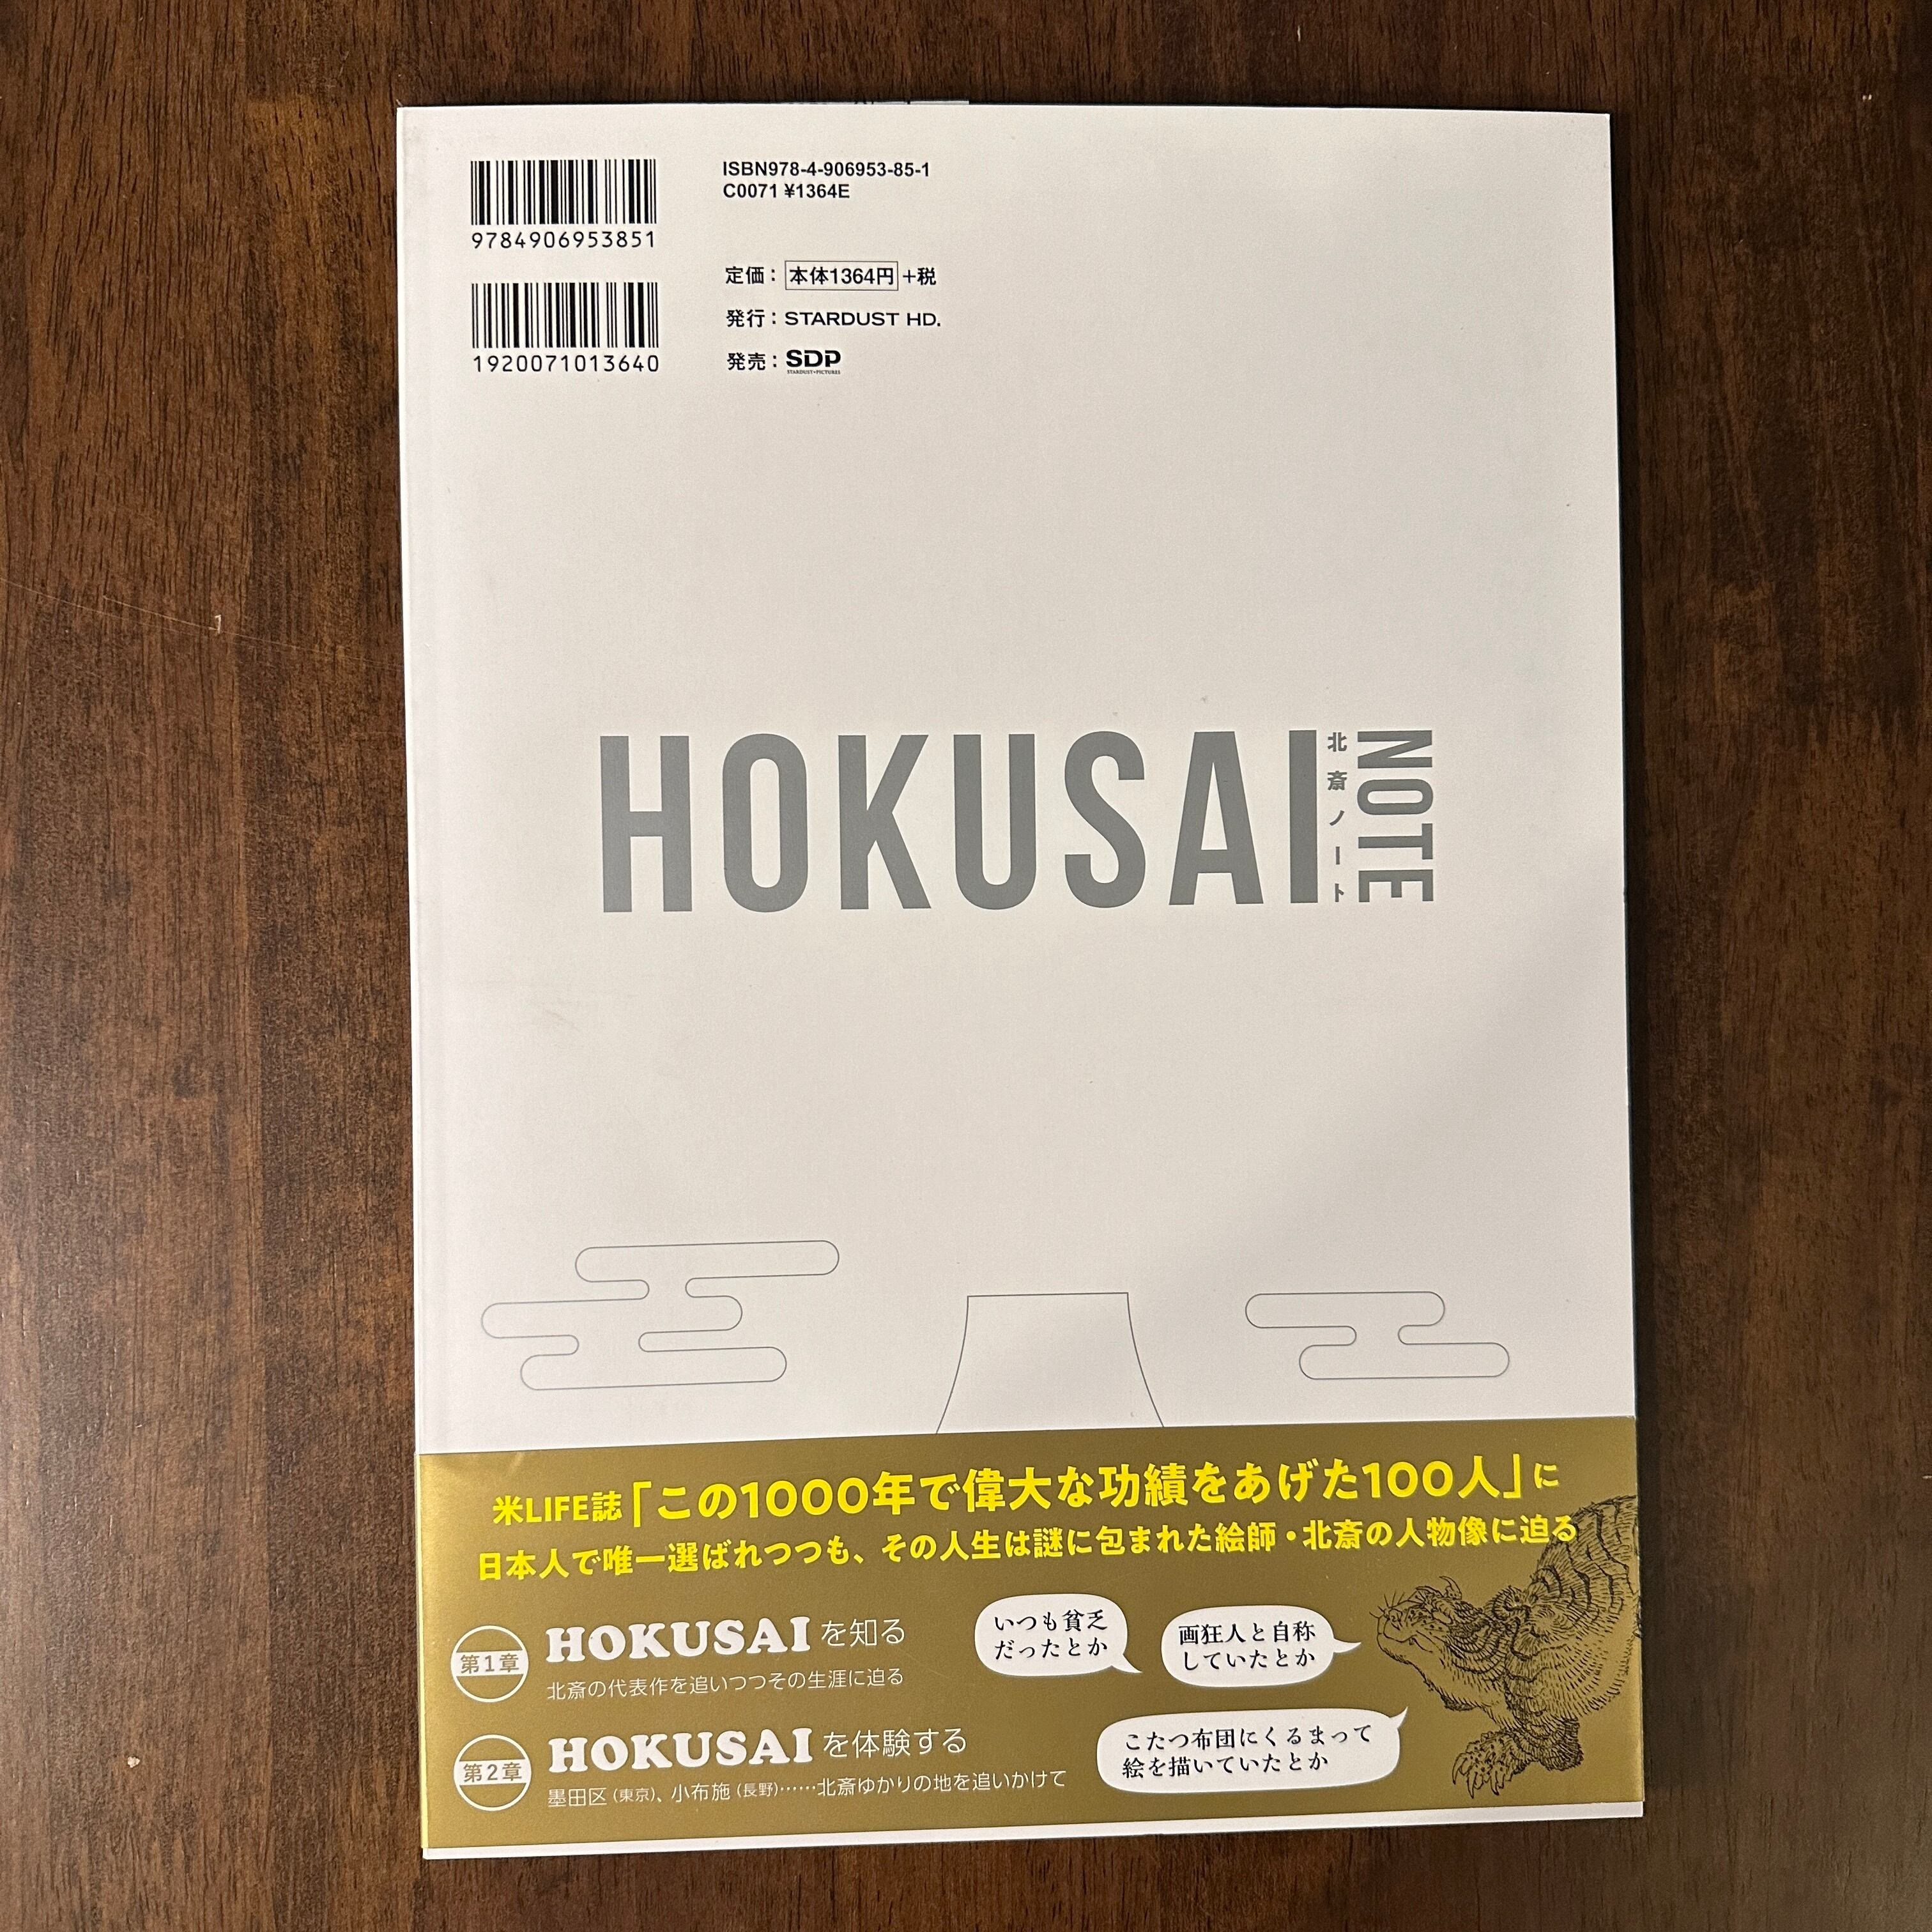 9784906953851
1920071013640
ISBN978-4-906953-85-1
C0071 ¥1364E
定価：本体1364円+税
発行：STARDUST HD.
発売：SDP
STARDUST PICTURES
HOKUSAI
北斎ノート
NOTE
米LIFE誌「この1000年で偉大な功績をあげた100人」に
日本人で唯一選ばれつつも、その人生は謎に包まれた絵師・北斎の人物像に迫る
第1章
HOKUSAIを知る
北斎の代表作を追いつつその生涯に迫る
第2章
HOKUSAIを体験する
墨田区（東京）、小布施（長野）……北斎ゆかりの地を追いかけて
いつも貧乏
だったとか
画狂人と自称
していたとか
こたつ布団にくるまって
絵を描いていたとか